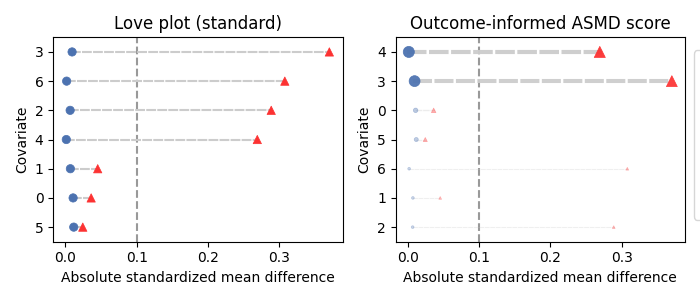 Love plot (standard)
Covariate
3
6
2
4
1
0
5
0.0 0.1 0.2 0.3
Absolute standardized mean difference
Outcome-informed ASMD score
Covariate
4
3
0
5
6
1
2
0.0 0.1 0.2 0.3
Absolute standardized mean difference